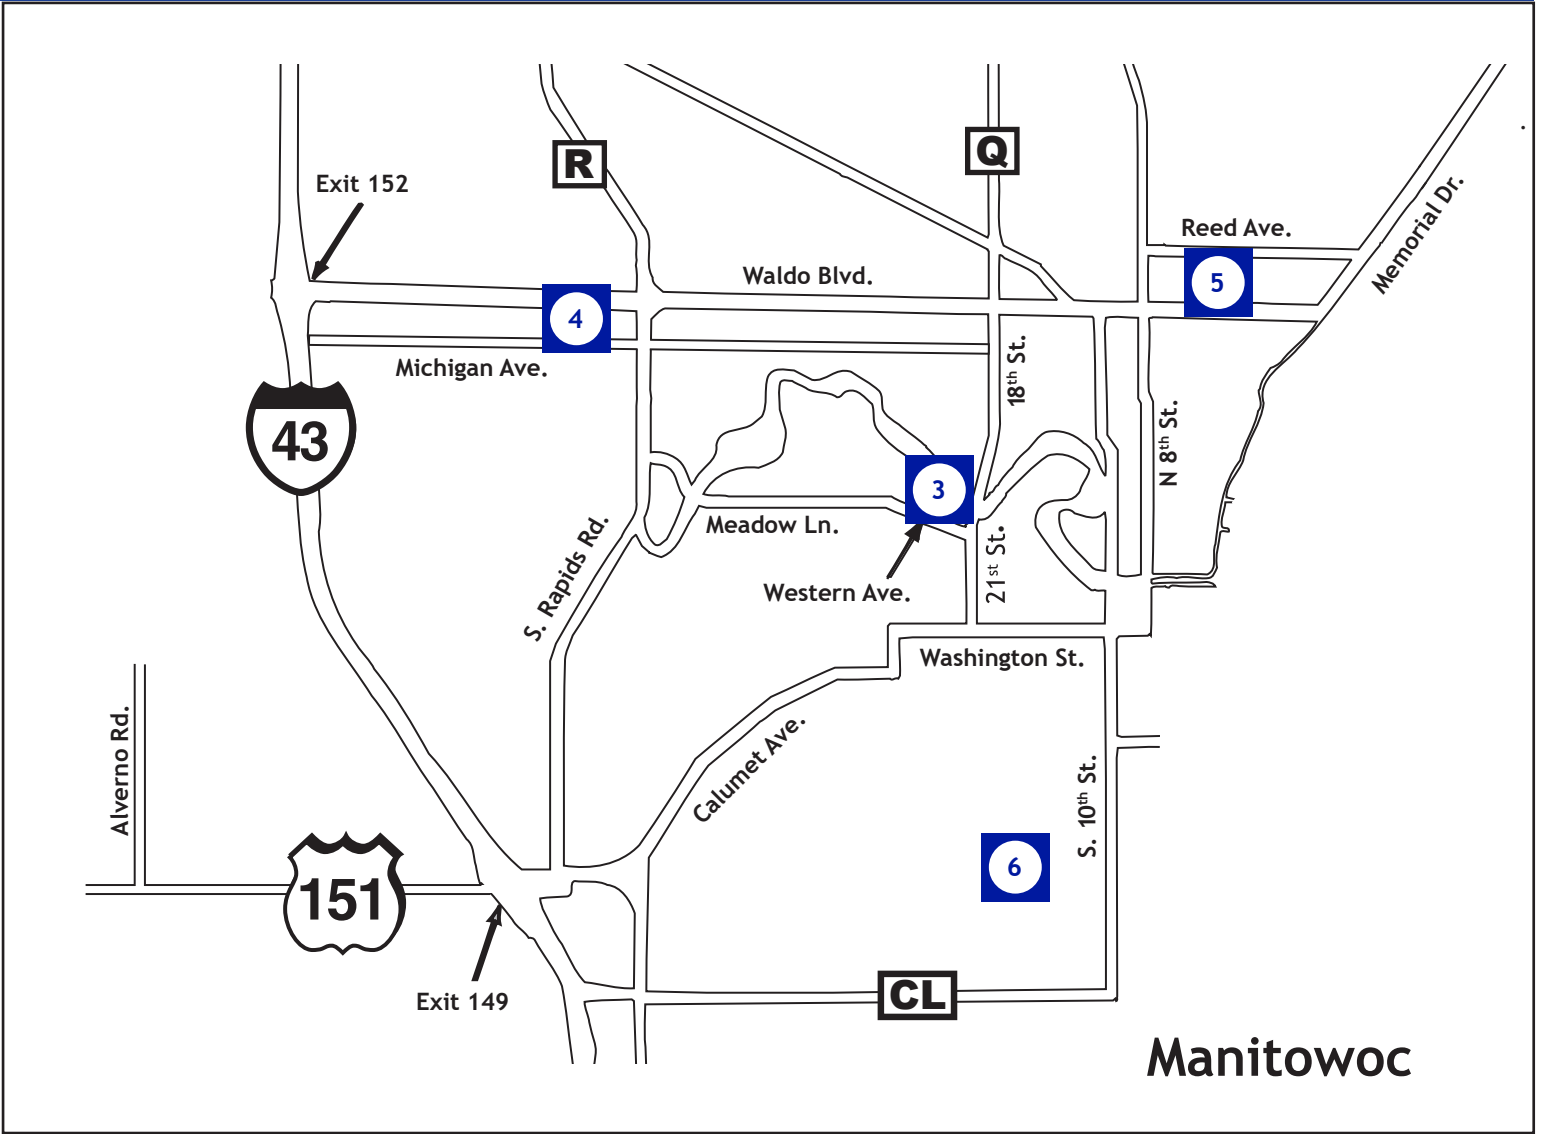 R
Q
Exit 152
Reed Ave.
Memorial Dr.
Waldo Blvd.
5
4
Michigan Ave.
18th St.
43
N 8th St.
3
Meadow Ln.
S. Rapids Rd.
21st St.
Western Ave.
Washington St.
Alverno Rd.
Calumet Ave.
S. 10th St.
6
151
Exit 149
CL
Manitowoc